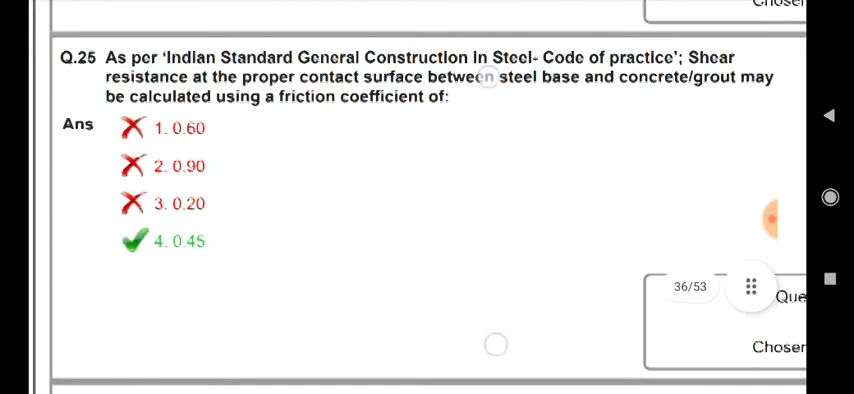 Chosen
Q.25 As per 'Indian Standard General Construction in Steel- Code of practice'; Shear
resistance at the proper contact surface between steel base and concrete/grout may
be calculated using a friction coefficient of:
Ans
1. 0.60
2. 0.90
3. 0.20
4. 0.45
36/53
Que
Chosen